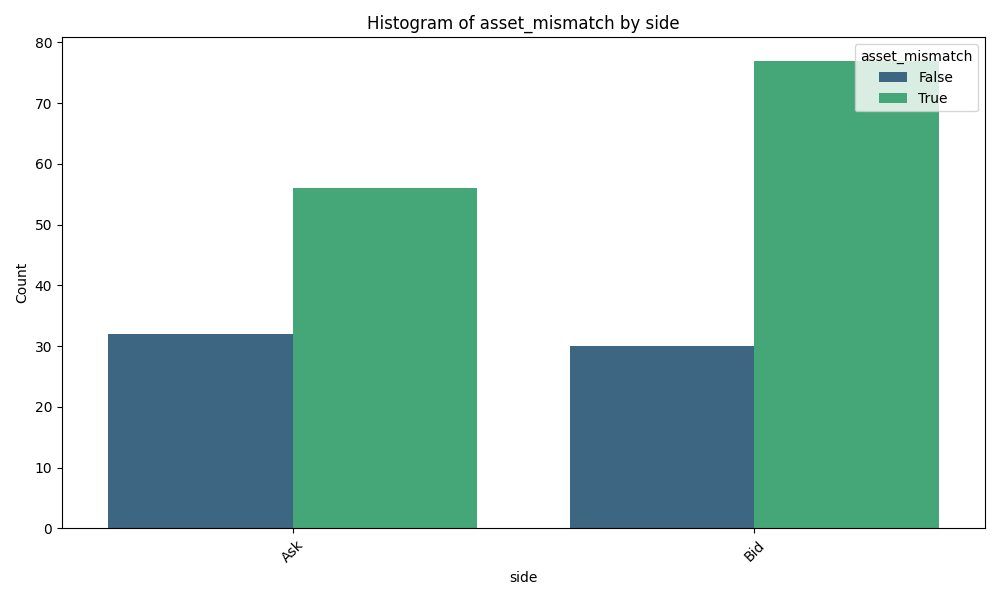 Histogram of asset_mismatch by side
asset_mismatch
False
True
80
70
60
50
40
30
20
10
0
Count
Ask
Bid
side